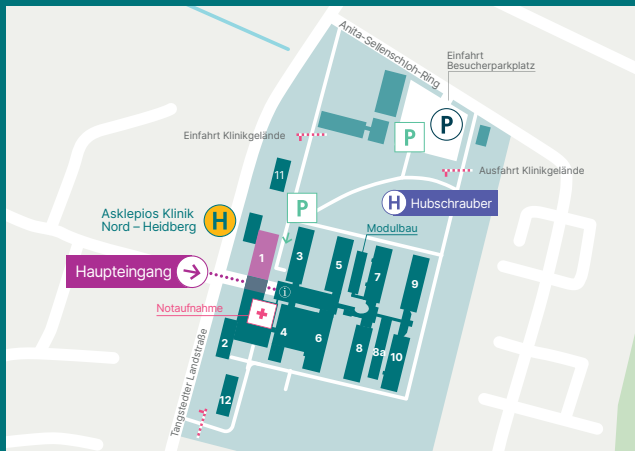 Anita-Sellenschloh-Ring
Einfahrt
Besucherparkplatz
P
P
Einfahrt Klinikgelände
Ausfahrt Klinikgelände
11
H Hubschrauber
P
Asklepios Klinik
Nord – Heidberg
H
Modulbau
1
3
5
7
9
Haupteingang
i
Notaufnahme
2
4
6
8
8a
10
12
Tangstedter Landstraße